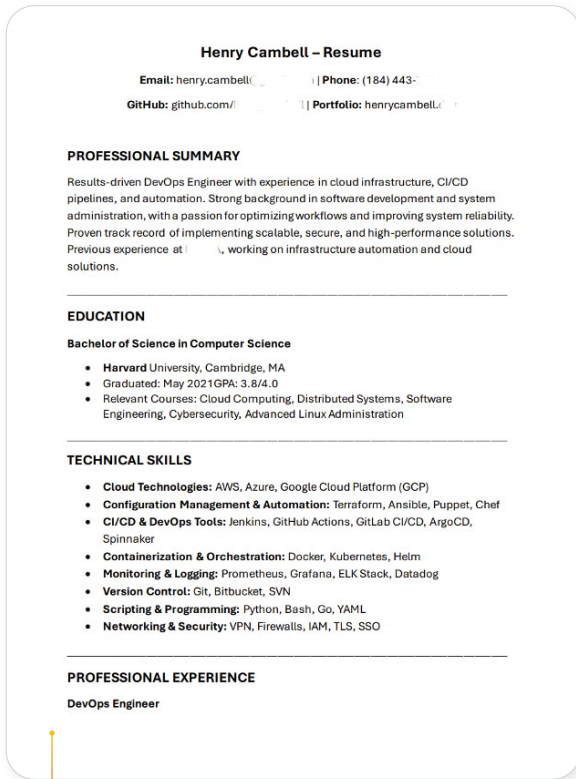 Henry Cambell – Resume
Email: henry.cambell | Phone: (184) 443-
GitHub: github.com/ | Portfolio: henrycambell.
PROFESSIONAL SUMMARY
Results-driven DevOps Engineer with experience in cloud infrastructure, CI/CD
pipelines, and automation. Strong background in software development and system
administration, with a passion for optimizing workflows and improving system reliability.
Proven track record of implementing scalable, secure, and high-performance solutions.
Previous experience at , working on infrastructure automation and cloud
solutions.
EDUCATION
Bachelor of Science in Computer Science
• Harvard University, Cambridge, MA
• Graduated: May 2021GPA: 3.8/4.0
• Relevant Courses: Cloud Computing, Distributed Systems, Software
Engineering, Cybersecurity, Advanced Linux Administration
TECHNICAL SKILLS
• Cloud Technologies: AWS, Azure, Google Cloud Platform (GCP)
• Configuration Management & Automation: Terraform, Ansible, Puppet, Chef
• CI/CD & DevOps Tools: Jenkins, GitHub Actions, GitLab CI/CD, ArgoCD,
Spinnaker
• Containerization & Orchestration: Docker, Kubernetes, Helm
• Monitoring & Logging: Prometheus, Grafana, ELK Stack, Datadog
• Version Control: Git, Bitbucket, SVN
• Scripting & Programming: Python, Bash, Go, YAML
• Networking & Security: VPN, Firewalls, IAM, TLS, SSO
PROFESSIONAL EXPERIENCE
DevOps Engineer